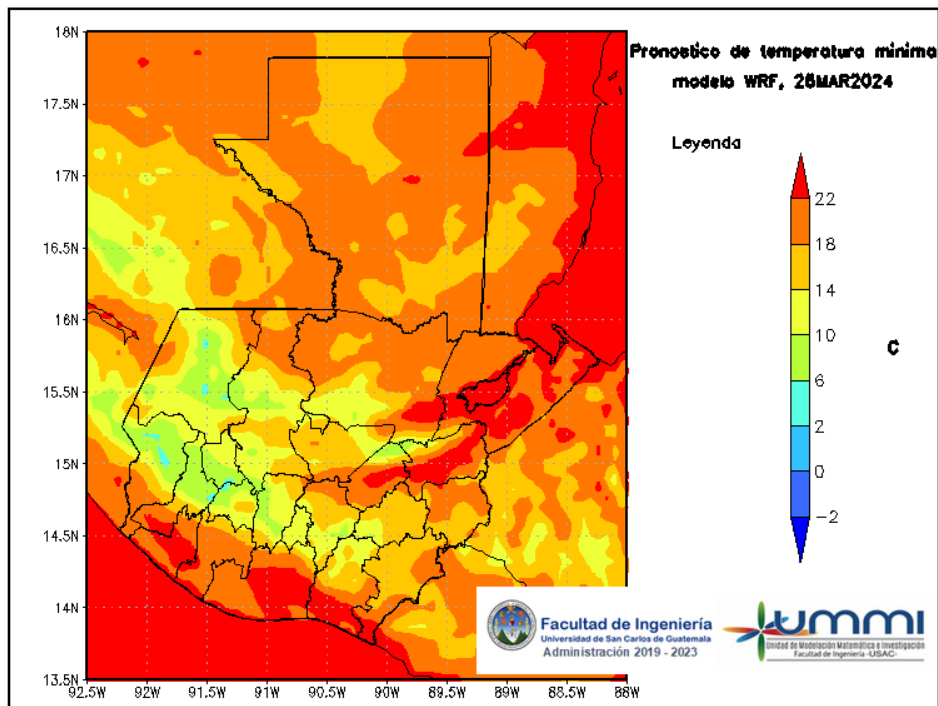 Pronostico de temperatura minima
modelo WRF, 28MAR2024
Leyenda
22
18
14
10
6
2
0
-2
C
18N
17.5N
17N
16.5N
16N
15.5N
15N
14.5N
14N
13.5N
92.5W
92W
91.5W
91W
90.5W
90W
89.5W
89W
88.5W
88W
Facultad de Ingeniería
Universidad de San Carlos de Guatemala
Administración 2019 - 2023
ummi
Unidad de Modelación Matemática e Investigación
Facultad de Ingeniería -USAC-